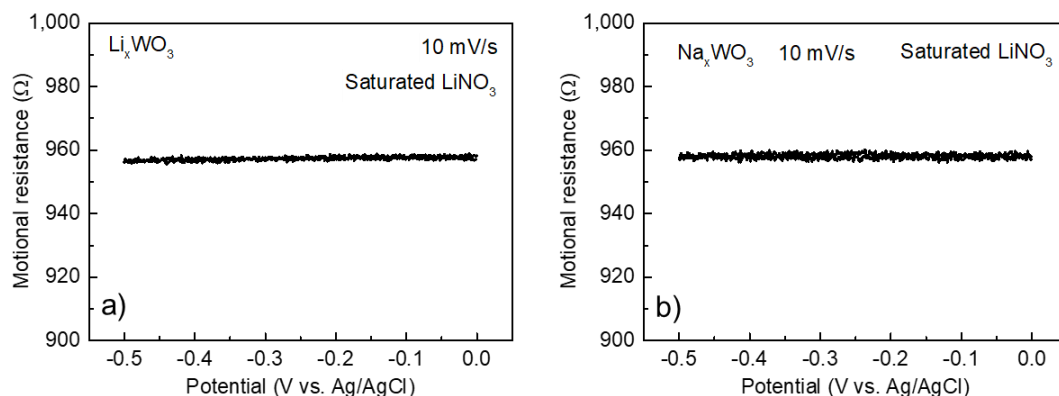 1,000
980
960
940
920
900
Motional resistance (Ω)
LiₓWO₃
10 mV/s
Saturated LiNO₃
a)
-0.5
-0.4
-0.3
-0.2
-0.1
0.0
Potential (V vs. Ag/AgCl)
1,000
980
960
940
920
900
Motional resistance (Ω)
NaₓWO₃ 10 mV/s Saturated LiNO₃
b)
-0.5
-0.4
-0.3
-0.2
-0.1
0.0
Potential (V vs. Ag/AgCl)